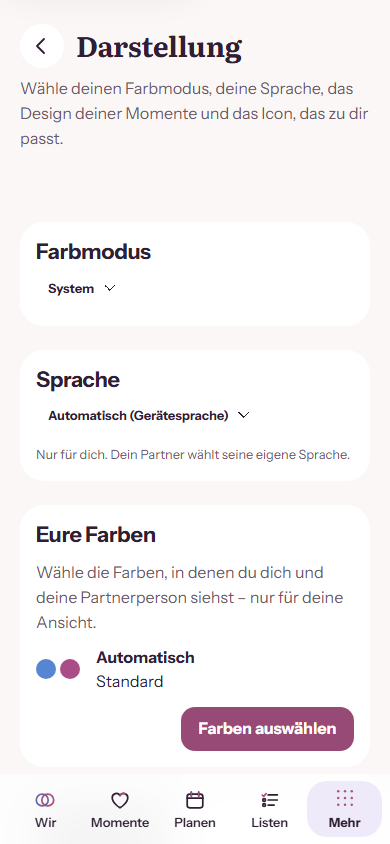 Darstellung
Wähle deinen Farbmodus, deine Sprache, das
Design deiner Momente und das Icon, das zu dir
passt.
Farbmodus
System
Sprache
Automatisch (Gerätesprache)
Nur für dich. Dein Partner wählt seine eigene Sprache.
Eure Farben
Wähle die Farben, in denen du dich und
deine Partnerperson siehst – nur für deine
Ansicht.
Automatisch
Standard
Farben auswählen
Wir
Momente
Planen
Listen
Mehr